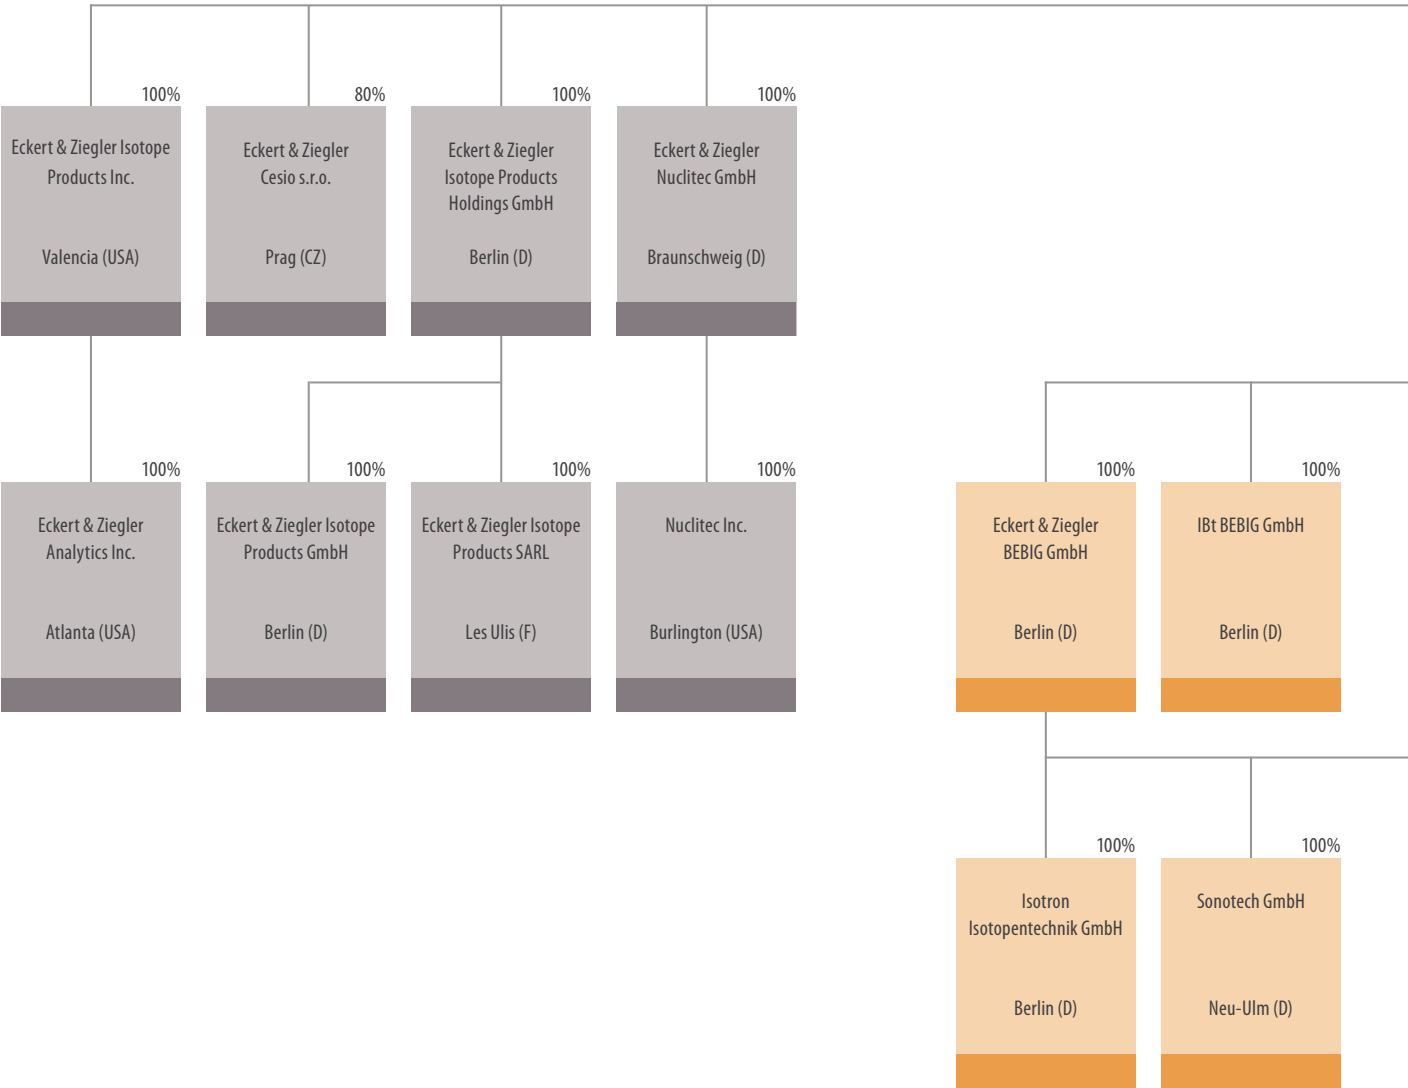 100%
80%
100%
100%
Eckert & Ziegler Isotope
Products Inc.
Valencia (USA)
Eckert & Ziegler
Cesio s.r.o.
Prag (CZ)
Eckert & Ziegler
Isotope Products
Holdings GmbH
Berlin (D)
Eckert & Ziegler
Nuclitec GmbH
Braunschweig (D)
100%
100%
100%
100%
100%
100%
Eckert & Ziegler
Analytics Inc.
Atlanta (USA)
Eckert & Ziegler Isotope
Products GmbH
Berlin (D)
Eckert & Ziegler Isotope
Products SARL
Les Ulis (F)
Nuclitec Inc.
Burlington (USA)
Eckert & Ziegler
BEBIG GmbH
Berlin (D)
IBt BEBIG GmbH
Berlin (D)
100%
100%
Isotron
Isotopentechnik GmbH
Berlin (D)
Sonotech GmbH
Neu-Ulm (D)